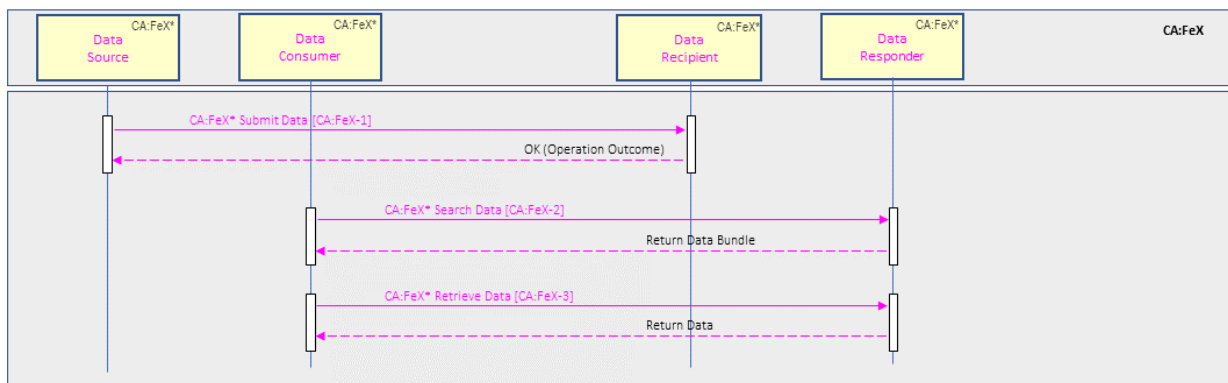 CA:FeX*
Data
Source
CA:FeX*
Data
Consumer
CA:FeX*
Data
Recipient
CA:FeX*
Data
Responder
CA:FeX
CA:FeX* Submit Data [CA:FeX-1]
OK (Operation Outcome)
CA:FeX* Search Data [CA:FeX-2]
Return Data Bundle
CA:FeX* Retrieve Data [CA:FeX-3]
Return Data